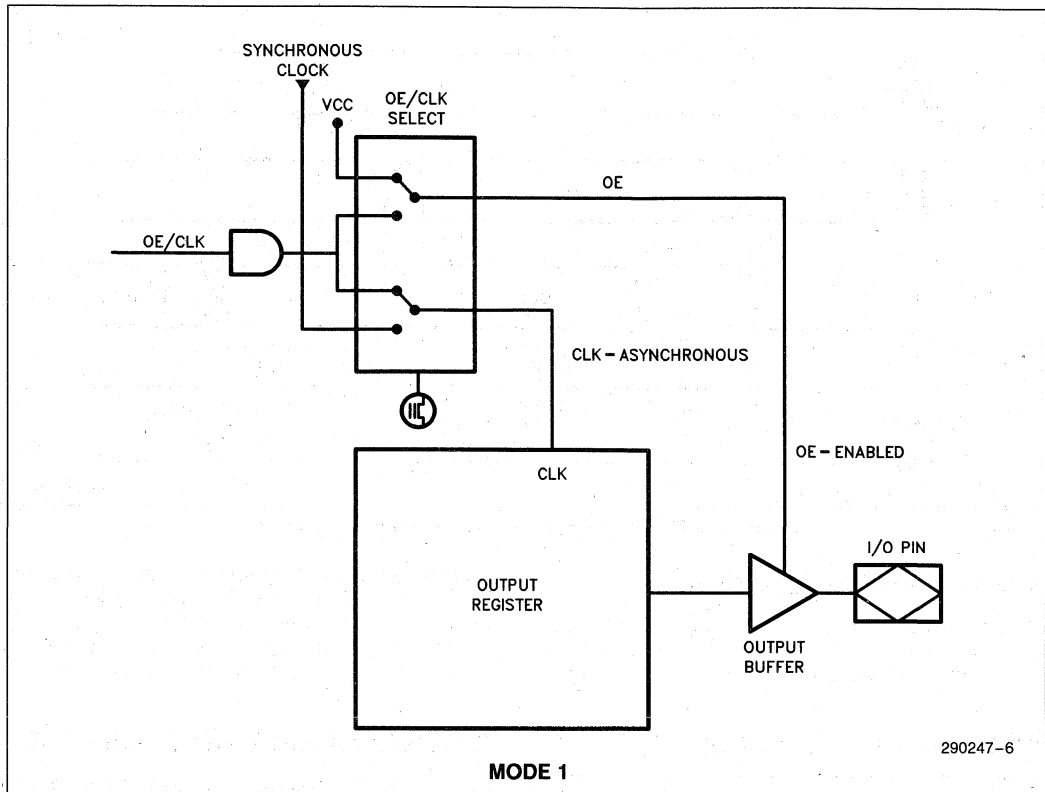 SYNCHRONOUS
CLOCK
VCC
OE/CLK
SELECT
OE
OE/CLK
CLK – ASYNCHRONOUS
OE – ENABLED
CLK
I/O PIN
OUTPUT
REGISTER
OUTPUT
BUFFER
290247–6
MODE 1